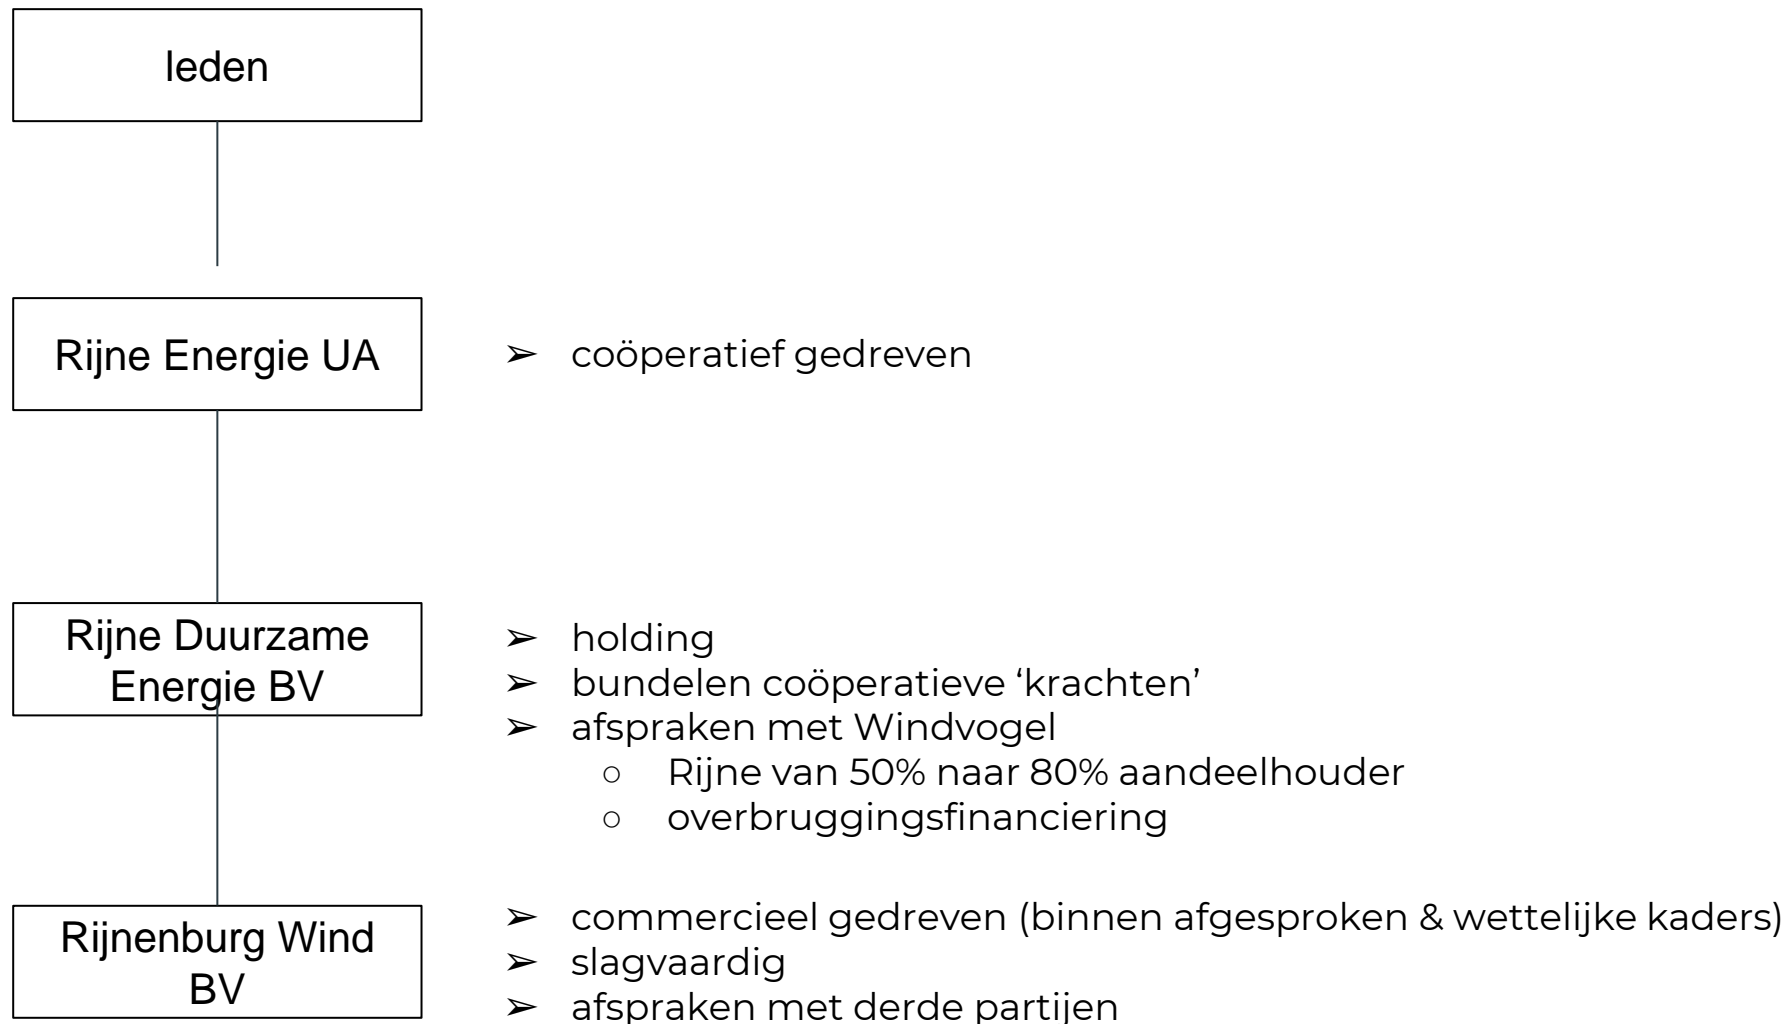 leden
Rijne Energie UA
➢ coöperatief gedreven
Rijne Duurzame
Energie BV
➢ holding
➢ bundelen coöperatieve ‘krachten’
➢ afspraken met Windvogel
○ Rijne van 50% naar 80% aandeelhouder
○ overbruggingsfinanciering
Rijnenburg Wind
BV
➢ commercieel gedreven (binnen afgesproken & wettelijke kaders)
➢ slagvaardig
➢ afspraken met derde partijen